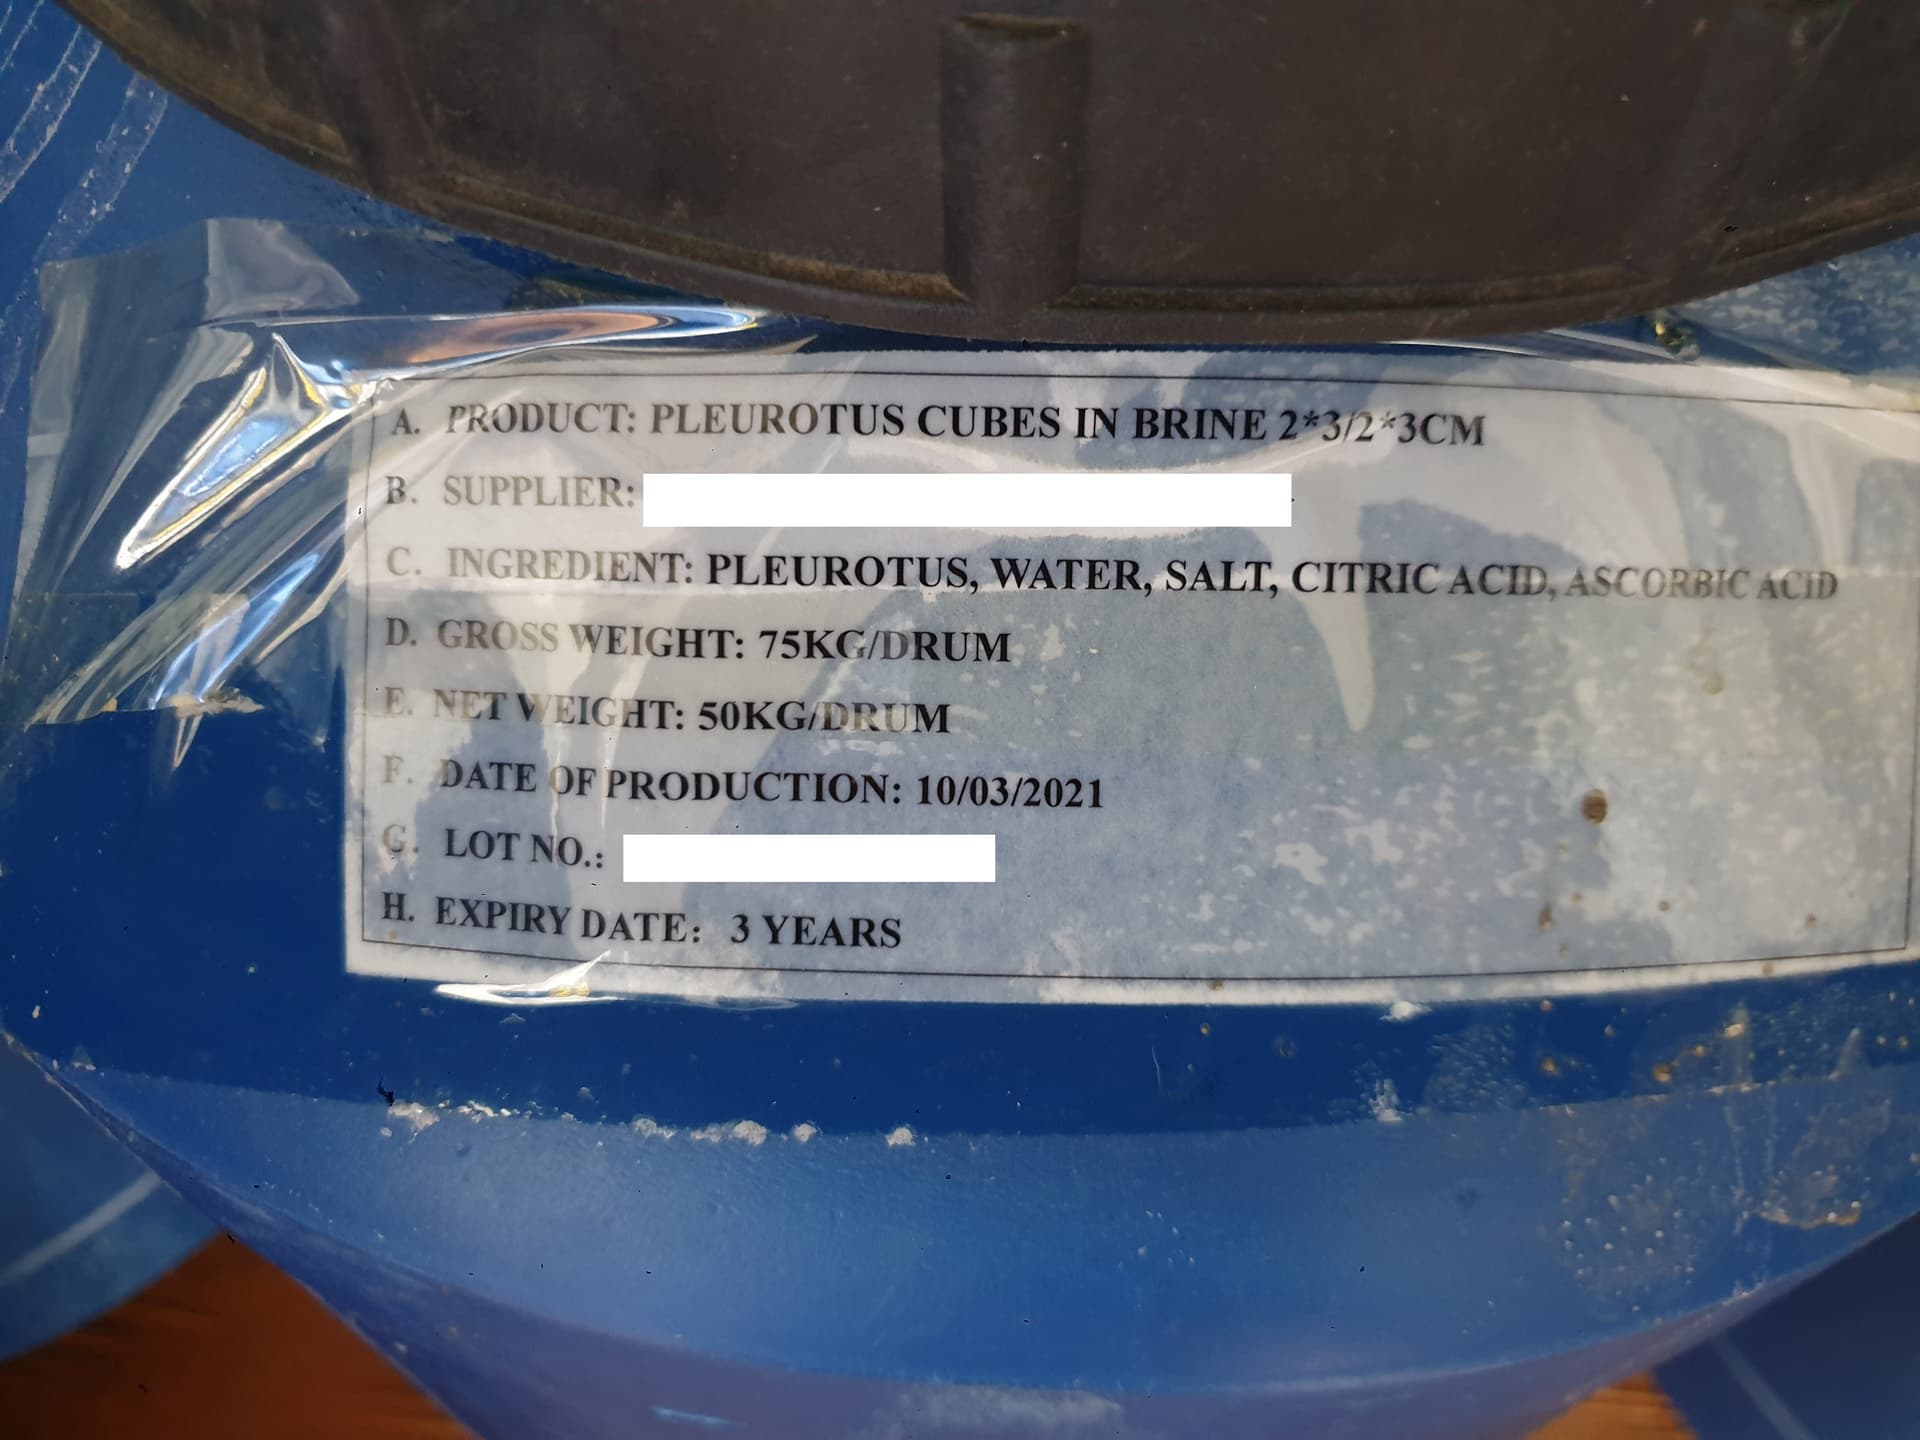 A. PRODUCT: PLEUROTUS CUBES IN BRINE 2*3/2*3CM
B. SUPPLIER:
C. INGREDIENT: PLEUROTUS, WATER, SALT, CITRIC ACID, ASCORBIC ACID
D. GROSS WEIGHT: 75KG/DRUM
E. NET WEIGHT: 50KG/DRUM
F. DATE OF PRODUCTION: 10/03/2021
G. LOT NO.:
H. EXPIRY DATE: 3 YEARS